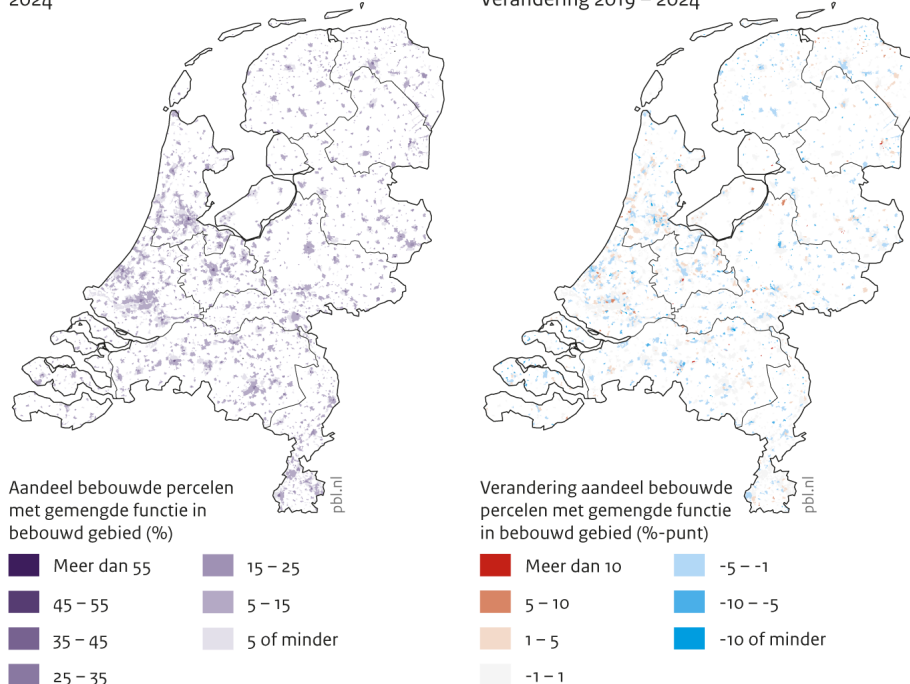 2024
Verandering 2019 – 2024
pbl.nl
pbl.nl
Aandeel bebouwde percelen
met gemengde functie in
bebouwd gebied (%)
Meer dan 55
45 – 55
35 – 45
25 – 35
15 – 25
5 – 15
5 of minder
Verandering aandeel bebouwde
percelen met gemengde functie
in bebouwd gebied (%-punt)
Meer dan 10
5 – 10
1 – 5
-1 – 1
-5 – -1
-10 – -5
-10 of minder